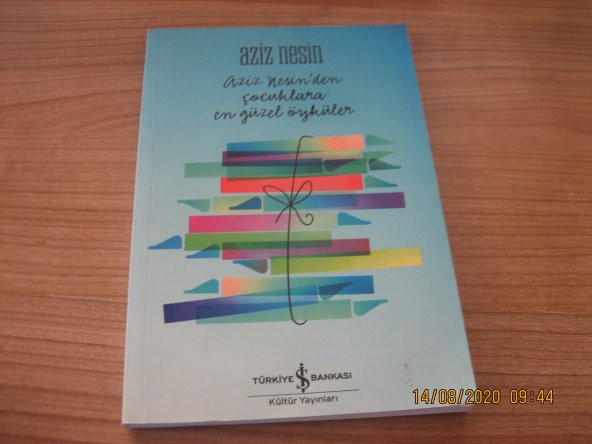 aziz nesin
Aziz Nesin'den
çocuklara
en güzel öyküler
TÜRKİYE İŞ BANKASI
Kültür Yayınları
14/08/2020 09:44